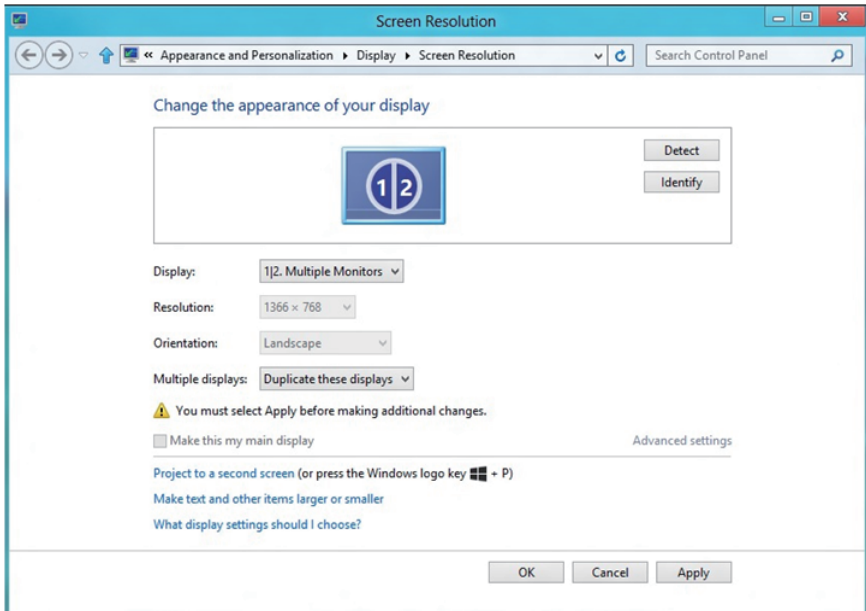 Screen Resolution
« Appearance and Personalization Display Screen Resolution Search Control Panel
Change the appearance of your display
1 2
Detect
Identify
Display: 1|2. Multiple Monitors
Resolution: 1366 × 768
Orientation: Landscape
Multiple displays: Duplicate these displays
You must select Apply before making additional changes.
Make this my main display Advanced settings
Project to a second screen (or press the Windows logo key + P)
Make text and other items larger or smaller
What display settings should I choose?
OK Cancel Apply